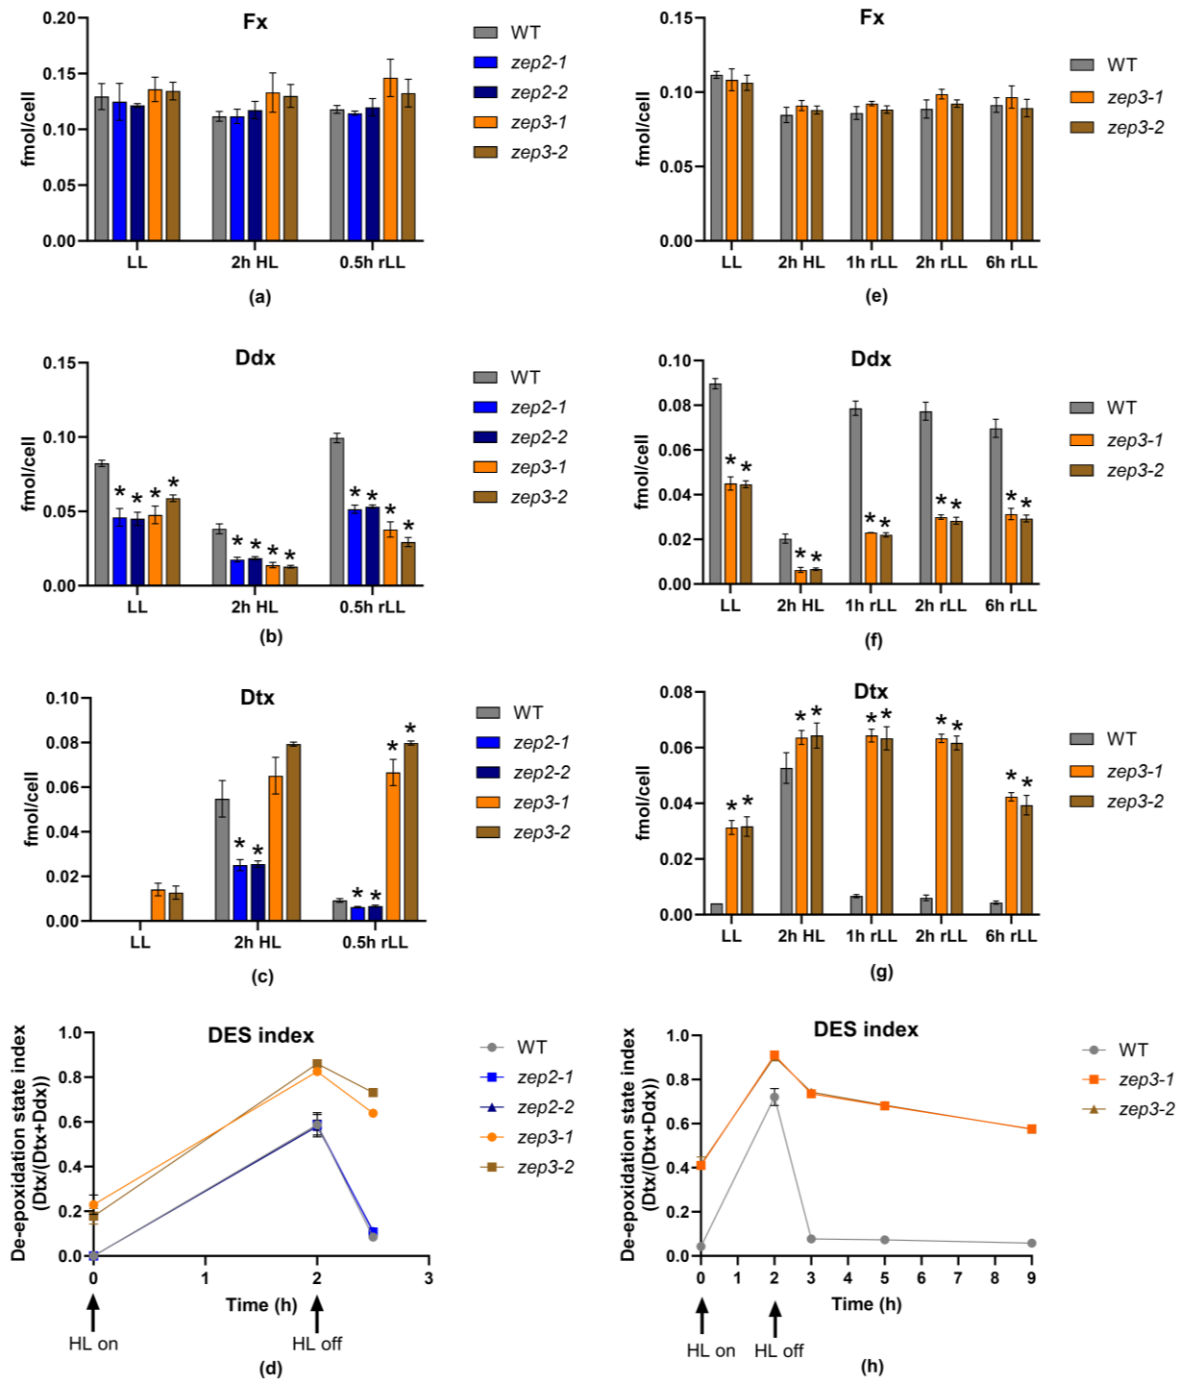 Fx
fmol/cell
0.20
0.15
0.10
0.05
0.00
LL
2h HL
0.5h rLL
WT
zep2-1
zep2-2
zep3-1
zep3-2
(a)
Fx
fmol/cell
0.15
0.10
0.05
0.00
LL
2h HL
1h rLL
2h rLL
6h rLL
WT
zep3-1
zep3-2
(e)
Ddx
fmol/cell
0.15
0.10
0.05
0.00
* * * *
* * * *
* * * *
LL
2h HL
0.5h rLL
WT
zep2-1
zep2-2
zep3-1
zep3-2
(b)
Ddx
fmol/cell
0.10
0.08
0.06
0.04
0.02
0.00
* *
* *
* *
* *
* *
LL
2h HL
1h rLL
2h rLL
6h rLL
WT
zep3-1
zep3-2
(f)
Dtx
fmol/cell
0.10
0.08
0.06
0.04
0.02
0.00
* *
* * * *
LL
2h HL
0.5h rLL
WT
zep2-1
zep2-2
zep3-1
zep3-2
(c)
Dtx
fmol/cell
0.08
0.06
0.04
0.02
0.00
* *
* *
* *
* *
* *
LL
2h HL
1h rLL
2h rLL
6h rLL
WT
zep3-1
zep3-2
(g)
DES index
De-epoxidation state index
(Dtx/(Dtx+Ddx))
1.0
0.8
0.6
0.4
0.2
0.0
0
1
2
3
Time (h)
HL on
HL off
WT
zep2-1
zep2-2
zep3-1
zep3-2
(d)
DES index
De-epoxidation state index
(Dtx/(Dtx+Ddx))
1.0
0.8
0.6
0.4
0.2
0.0
0
1
2
3
4
5
6
7
8
9
Time (h)
HL on
HL off
WT
zep3-1
zep3-2
(h)